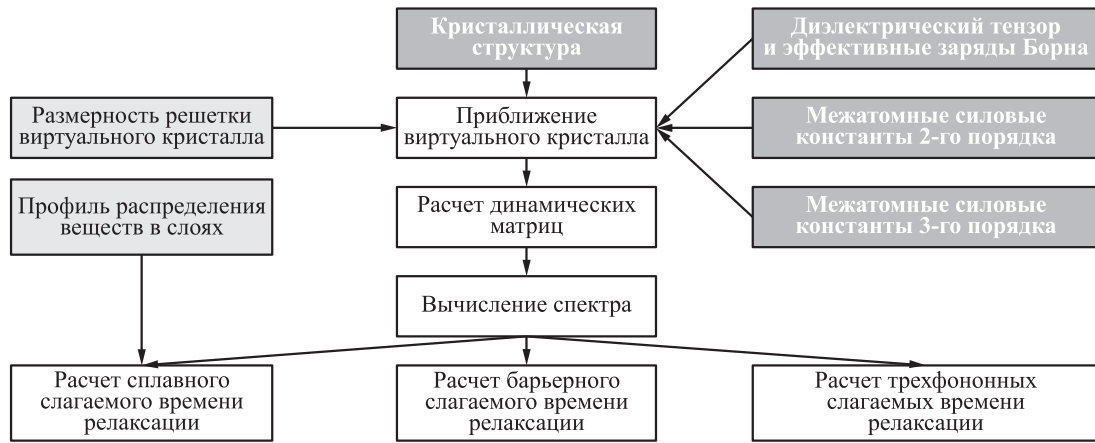 Кристаллическая
структура
Диэлектрический тензор
и эффективные заряды Борна
Размерность решетки
виртуального кристалла
Приближение
виртуального кристалла
Межатомные силовые
константы 2-го порядка
Профиль распределения
веществ в слоях
Расчет динамических
матриц
Межатомные силовые
константы 3-го порядка
Вычисление спектра
Расчет сплавного
слагаемого времени
релаксации
Расчет барьерного
слагаемого времени
релаксации
Расчет трехфононных
слагаемых времени
релаксации